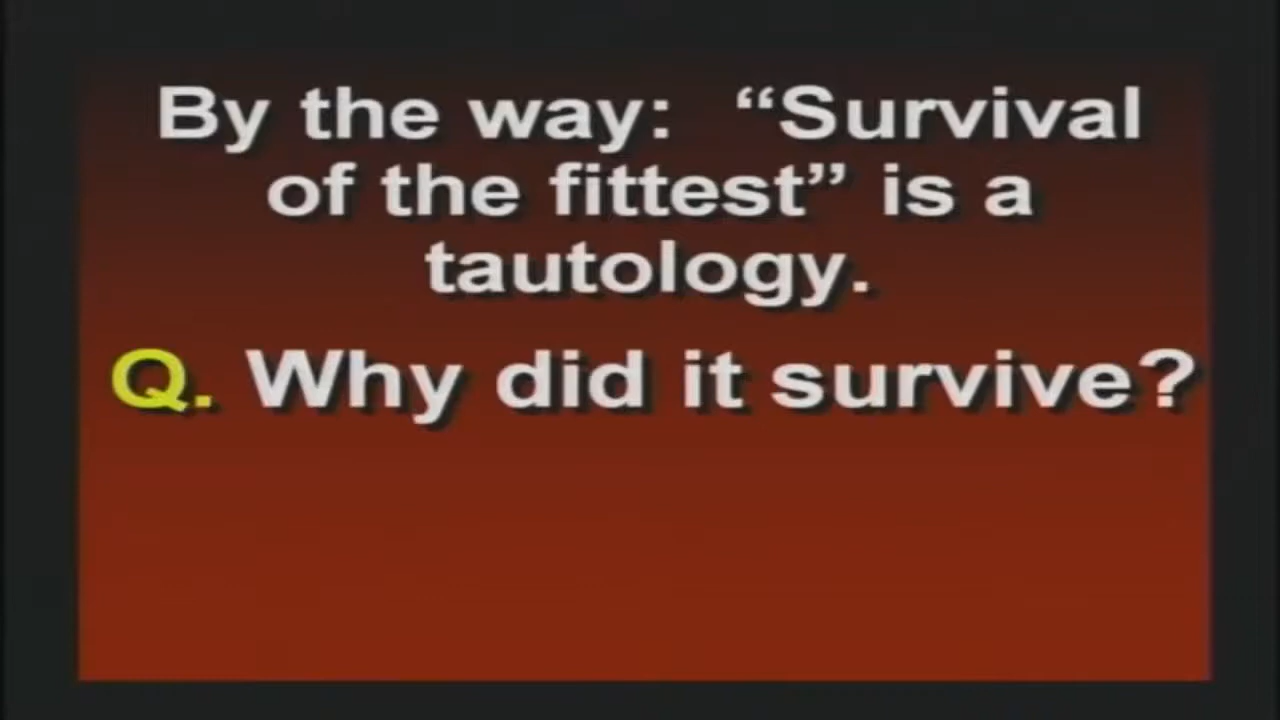 By the way: “Survival
of the fittest” is a
tautology.
Q. Why did it survive?